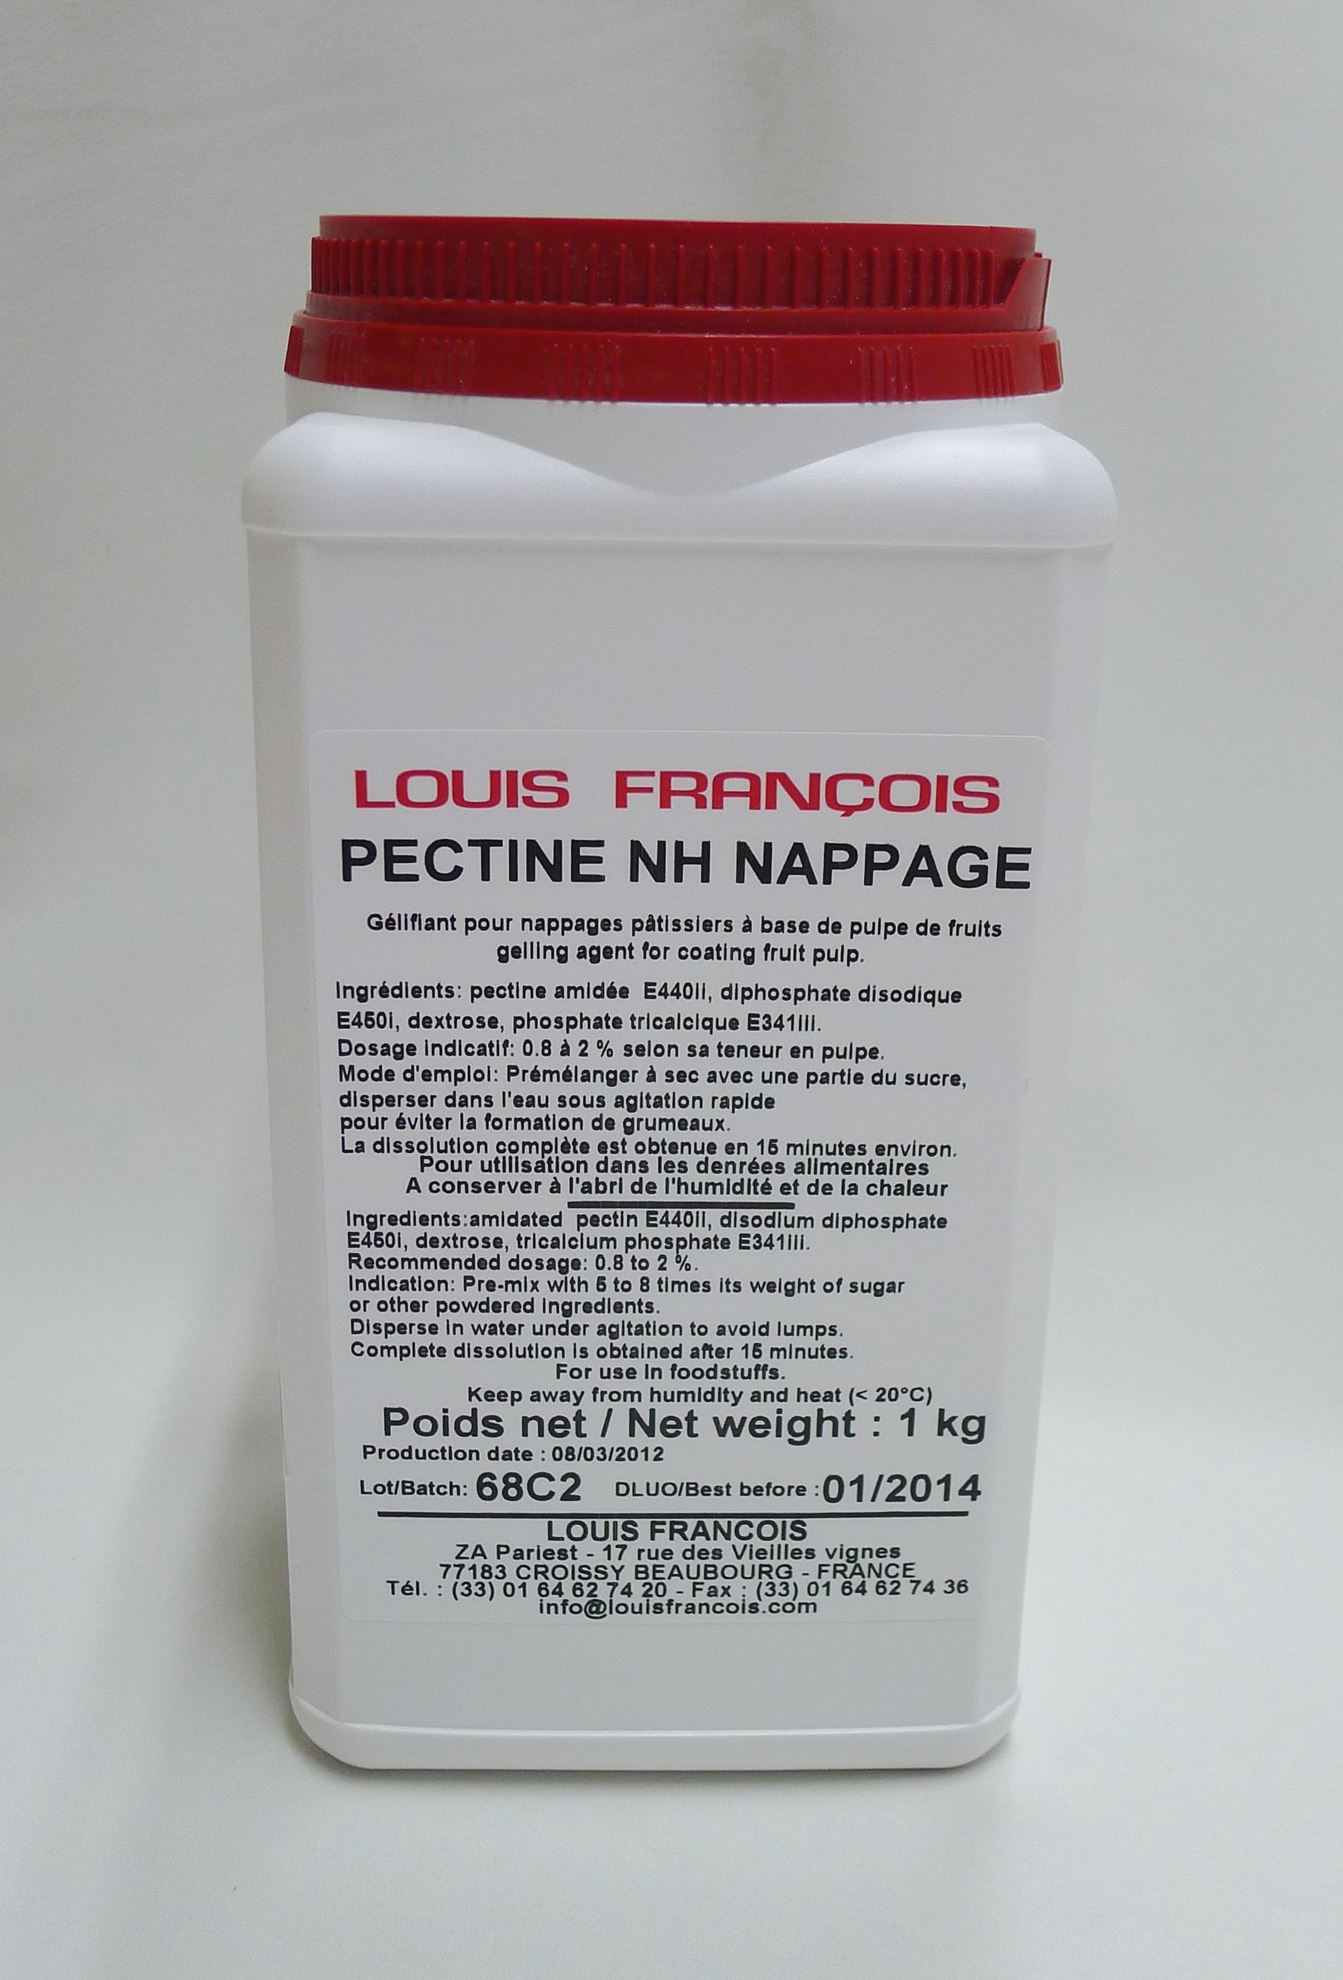 LOUIS FRANÇOIS
PECTINE NH NAPPAGE
Gélifiant pour nappages pâtissiers à base de pulpe de fruits
gelling agent for coating fruit pulp.
Ingrédients: pectine amidée E440ii, diphosphate disodique
E450i, dextrose, phosphate tricalcique E341iii.
Dosage indicatif: 0.8 à 2 % selon sa teneur en pulpe.
Mode d'emploi: Prémélanger à sec avec une partie du sucre,
disperser dans l'eau sous agitation rapide
pour éviter la formation de grumeaux.
La dissolution complète est obtenue en 15 minutes environ.
Pour utilisation dans les denrées alimentaires
A conserver à l'abri de l'humidité et de la chaleur
Ingredients:amidated pectin E440ii, disodium diphosphate
E450i, dextrose, tricalcium phosphate E341iii.
Recommended dosage: 0.8 to 2 %.
Indication: Pre-mix with 5 to 8 times its weight of sugar
or other powdered ingredients.
Disperse in water under agitation to avoid lumps.
Complete dissolution is obtained after 15 minutes.
For use in foodstuffs.
Keep away from humidity and heat (< 20°C)
Poids net / Net weight : 1 kg
Production date : 08/03/2012
Lot/Batch: 68C2 DLUO/Best before : 01/2014
LOUIS FRANCOIS
ZA Pariest - 17 rue des Vieilles vignes
77183 CROISSY BEAUBOURG - FRANCE
Tél. : (33) 01 64 62 74 20 - Fax : (33) 01 64 62 74 36
info@louisfrancois.com